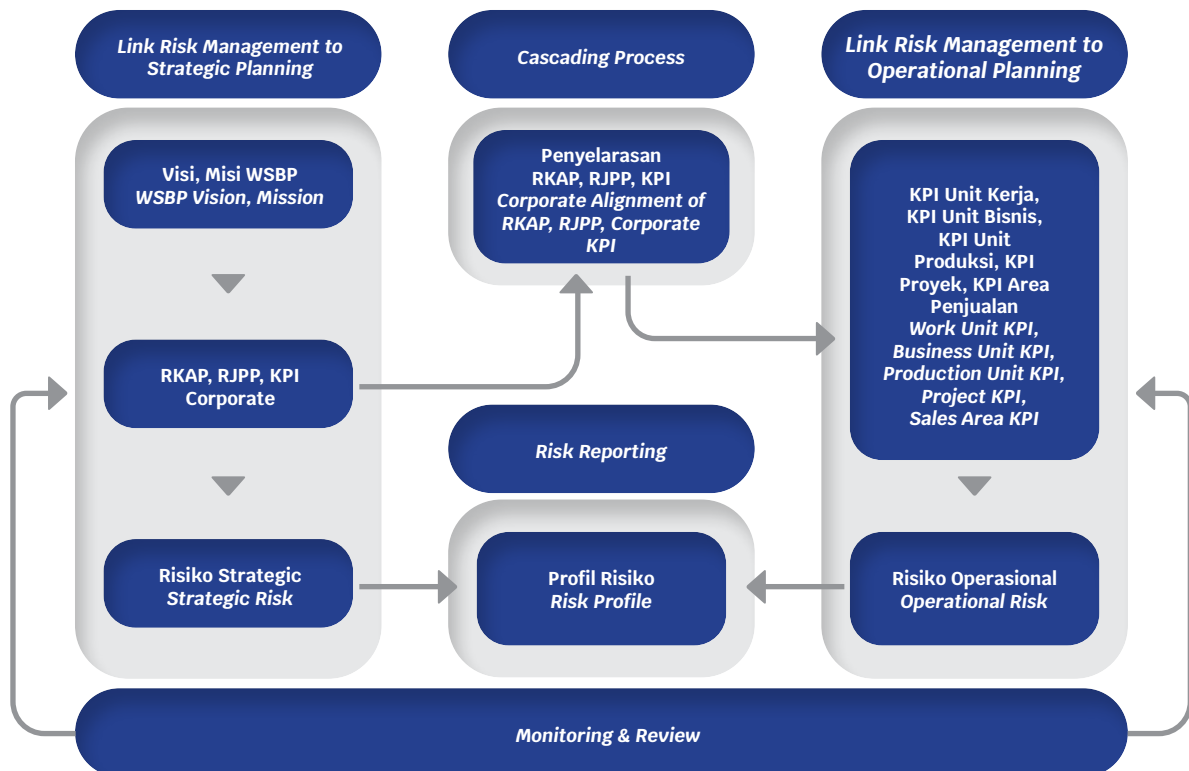 Link Risk Management to
Strategic Planning
Cascading Process
Link Risk Management to
Operational Planning
Visi, Misi WSBP
WSBP Vision, Mission
RKAP, RJPP, KPI
Corporate
Risiko Strategic
Strategic Risk
Penyelarasan
RKAP, RJPP, KPI
Corporate Alignment of
RKAP, RJPP, Corporate
KPI
Risk Reporting
Profil Risiko
Risk Profile
KPI Unit Kerja,
KPI Unit Bisnis,
KPI Unit
Produksi, KPI
Proyek, KPI Area
Penjualan
Work Unit KPI,
Business Unit KPI,
Production Unit KPI,
Project KPI,
Sales Area KPI
Risiko Operasional
Operational Risk
Monitoring & Review